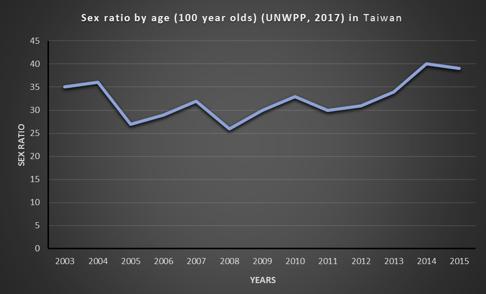 Sex ratio by age (100 year olds) (UNWPP, 2017) in Taiwan
45
40
35
30
25
20
15
10
5
0
SEX RATIO
2003 2004 2005 2006 2007 2008 2009 2010 2011 2012 2013 2014 2015
YEARS